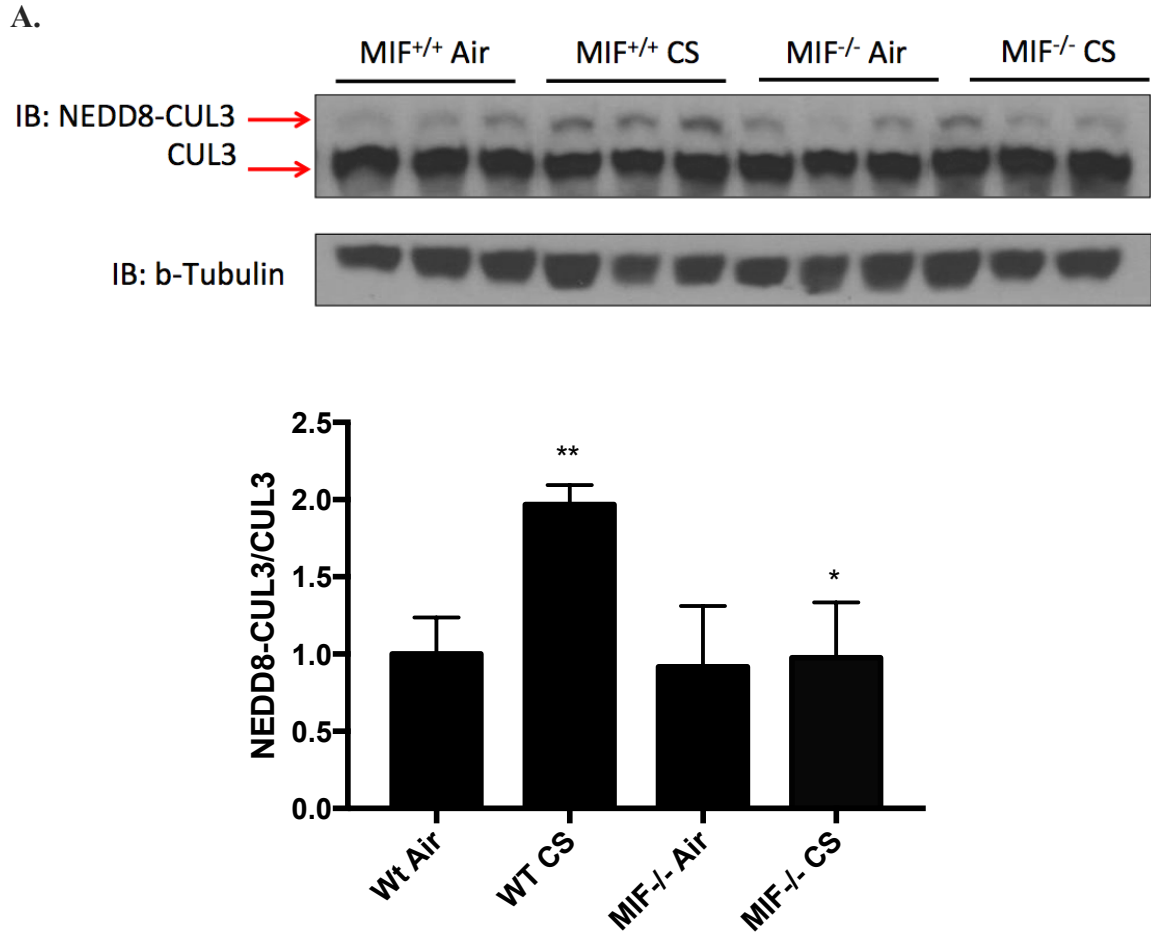 A.
MIF+/+ Air MIF+/+ CS MIF-/- Air MIF-/- CS
IB: NEDD8-CUL3
CUL3
IB: b-Tubulin
NEDD8-CUL3/CUL3
2.5
2.0
1.5
1.0
0.5
0.0
**
*
Wt Air WT CS MIF-/- Air MIF-/- CS